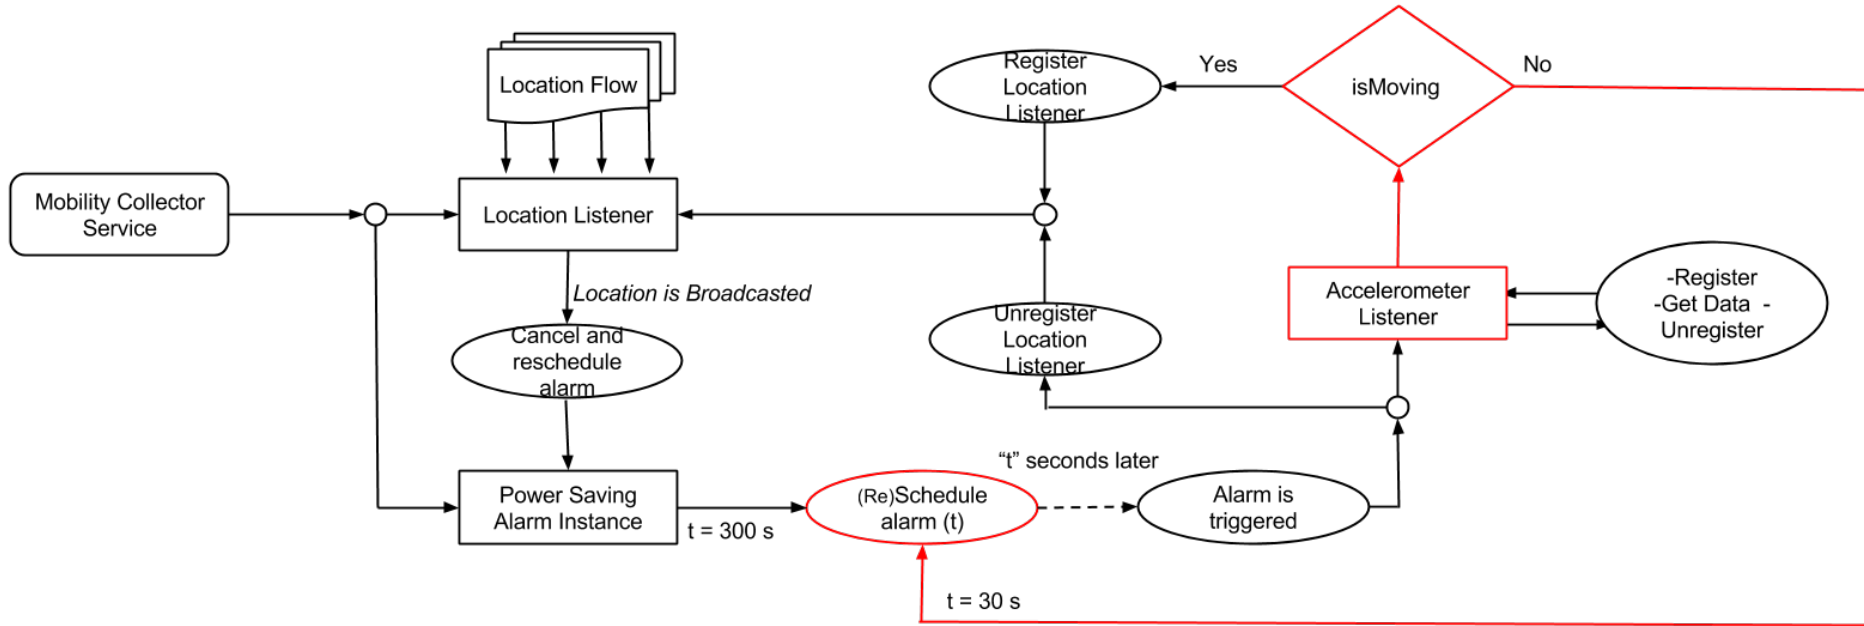 Location Flow
Register
Location
Listener
Yes
isMoving
No
Mobility Collector
Service
Location Listener
Location is Broadcasted
Cancel and
reschedule
alarm
Unregister
Location
Listener
Accelerometer
Listener
-Register
-Get Data -
Unregister
Power Saving
Alarm Instance
t = 300 s
(Re)Schedule
alarm (t)
“t” seconds later
Alarm is
triggered
t = 30 s